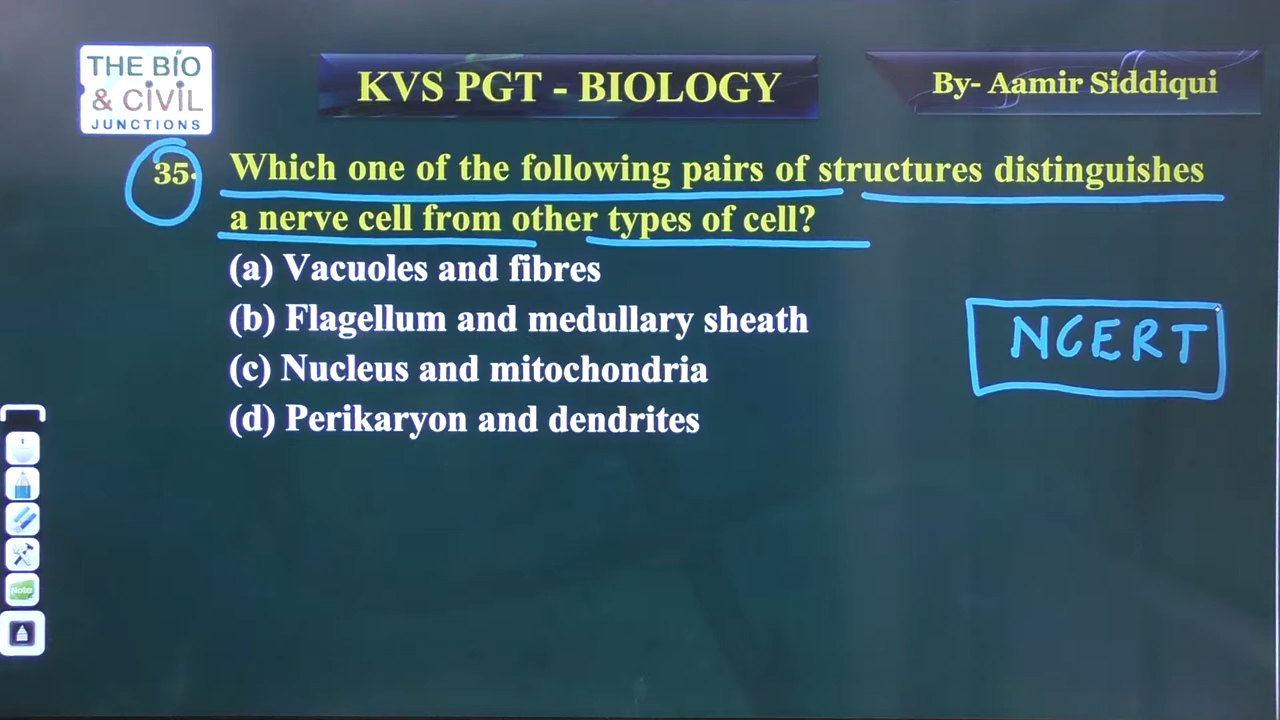 THE BIO
& CIVIL
JUNCTIONS
KVS PGT - BIOLOGY
By- Aamir Siddiqui
35. Which one of the following pairs of structures distinguishes
a nerve cell from other types of cell?
(a) Vacuoles and fibres
(b) Flagellum and medullary sheath
(c) Nucleus and mitochondria
(d) Perikaryon and dendrites
NCERT
Note